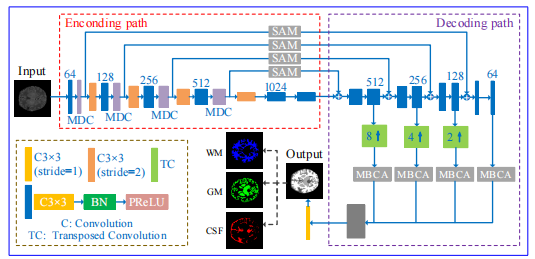 Enconding path
Decoding path
SAM
SAM
SAM
SAM
Input
64
128
256
512
1024
512
256
128
64
MDC
MDC
MDC
MDC
8
4
2
MBCA
MBCA
MBCA
MBCA
WM
GM
CSF
Output
C3×3
(stride=1)
C3×3
(stride=2)
TC
C3×3
BN
PReLU
C: Convolution
TC: Transposed Convolution